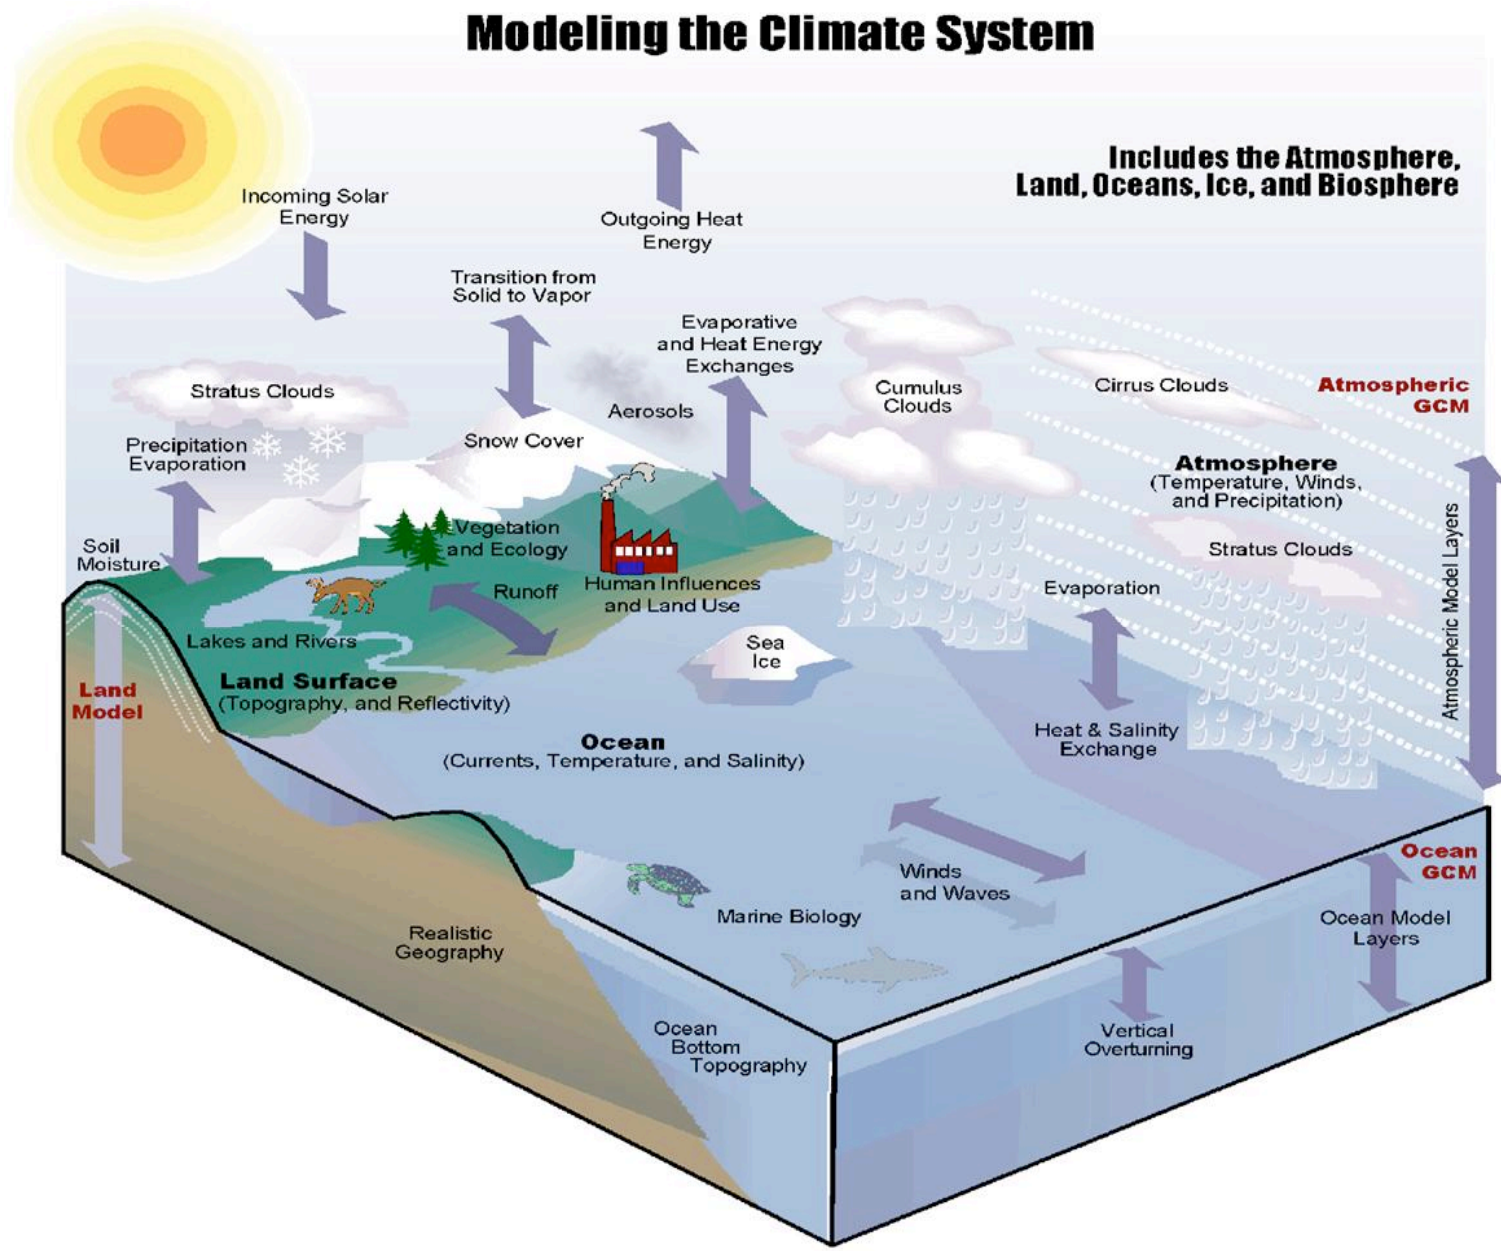 Modeling the Climate System
Includes the Atmosphere,
Land, Oceans, Ice, and Biosphere
Incoming Solar
Energy
Outgoing Heat
Energy
Transition from
Solid to Vapor
Evaporative
and Heat Energy
Exchanges
Stratus Clouds
Precipitation
Evaporation
Snow Cover
Aerosols
Cumulus
Clouds
Cirrus Clouds
Atmospheric
GCM
Atmosphere
(Temperature, Winds,
and Precipitation)
Stratus Clouds
Atmospheric Model Layers
Soil
Moisture
Vegetation
and Ecology
Runoff
Human Influences
and Land Use
Evaporation
Lakes and Rivers
Sea
Ice
Land Surface
(Topography, and Reflectivity)
Land
Model
Ocean
(Currents, Temperature, and Salinity)
Heat & Salinity
Exchange
Winds
and Waves
Marine Biology
Ocean
GCM
Ocean Model
Layers
Realistic
Geography
Ocean
Bottom
Topography
Vertical
Overturning